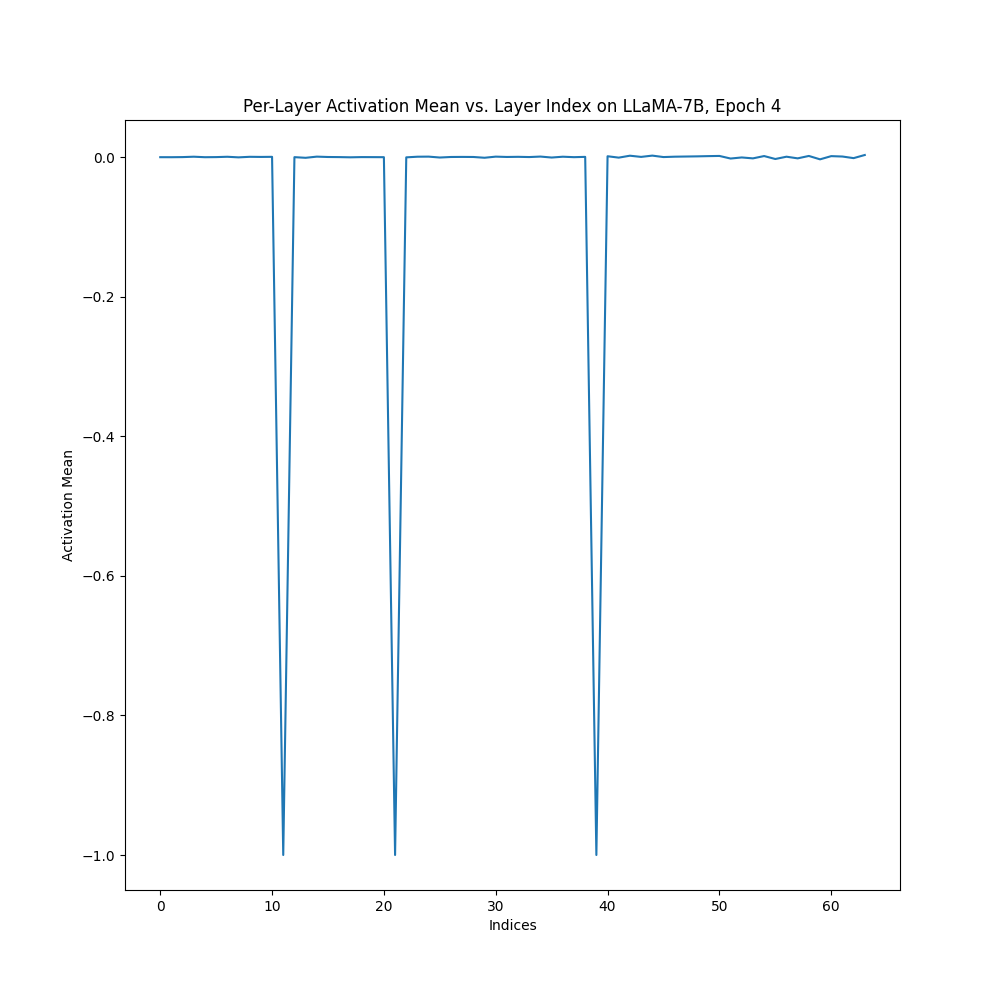 Per-Layer Activation Mean vs. Layer Index on LLaMA-7B, Epoch 4
0.0
−0.2
−0.4
−0.6
−0.8
−1.0
Activation Mean
0 10 20 30 40 50 60
Indices